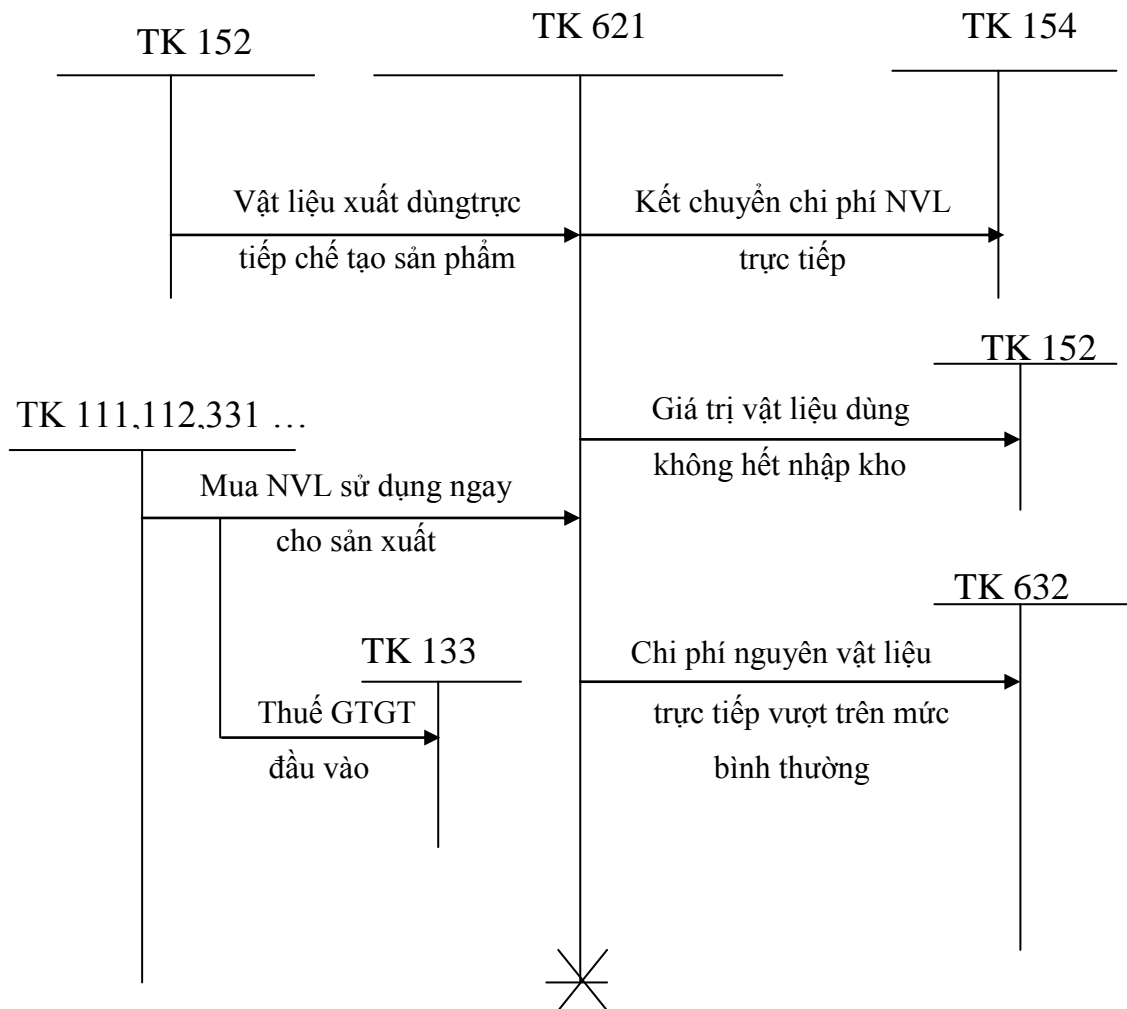 TK 152
TK 621
TK 154
Vật liệu xuất dùngtrực
tiếp chế tạo sản phẩm
Kết chuyển chi phí NVL
trực tiếp
TK 152
Giá trị vật liệu dùng
không hết nhập kho
TK 111,112,331 …
Mua NVL sử dụng ngay
cho sản xuất
TK 632
TK 133
Chi phí nguyên vật liệu
trực tiếp vượt trên mức
bình thường
Thuế GTGT
đầu vào